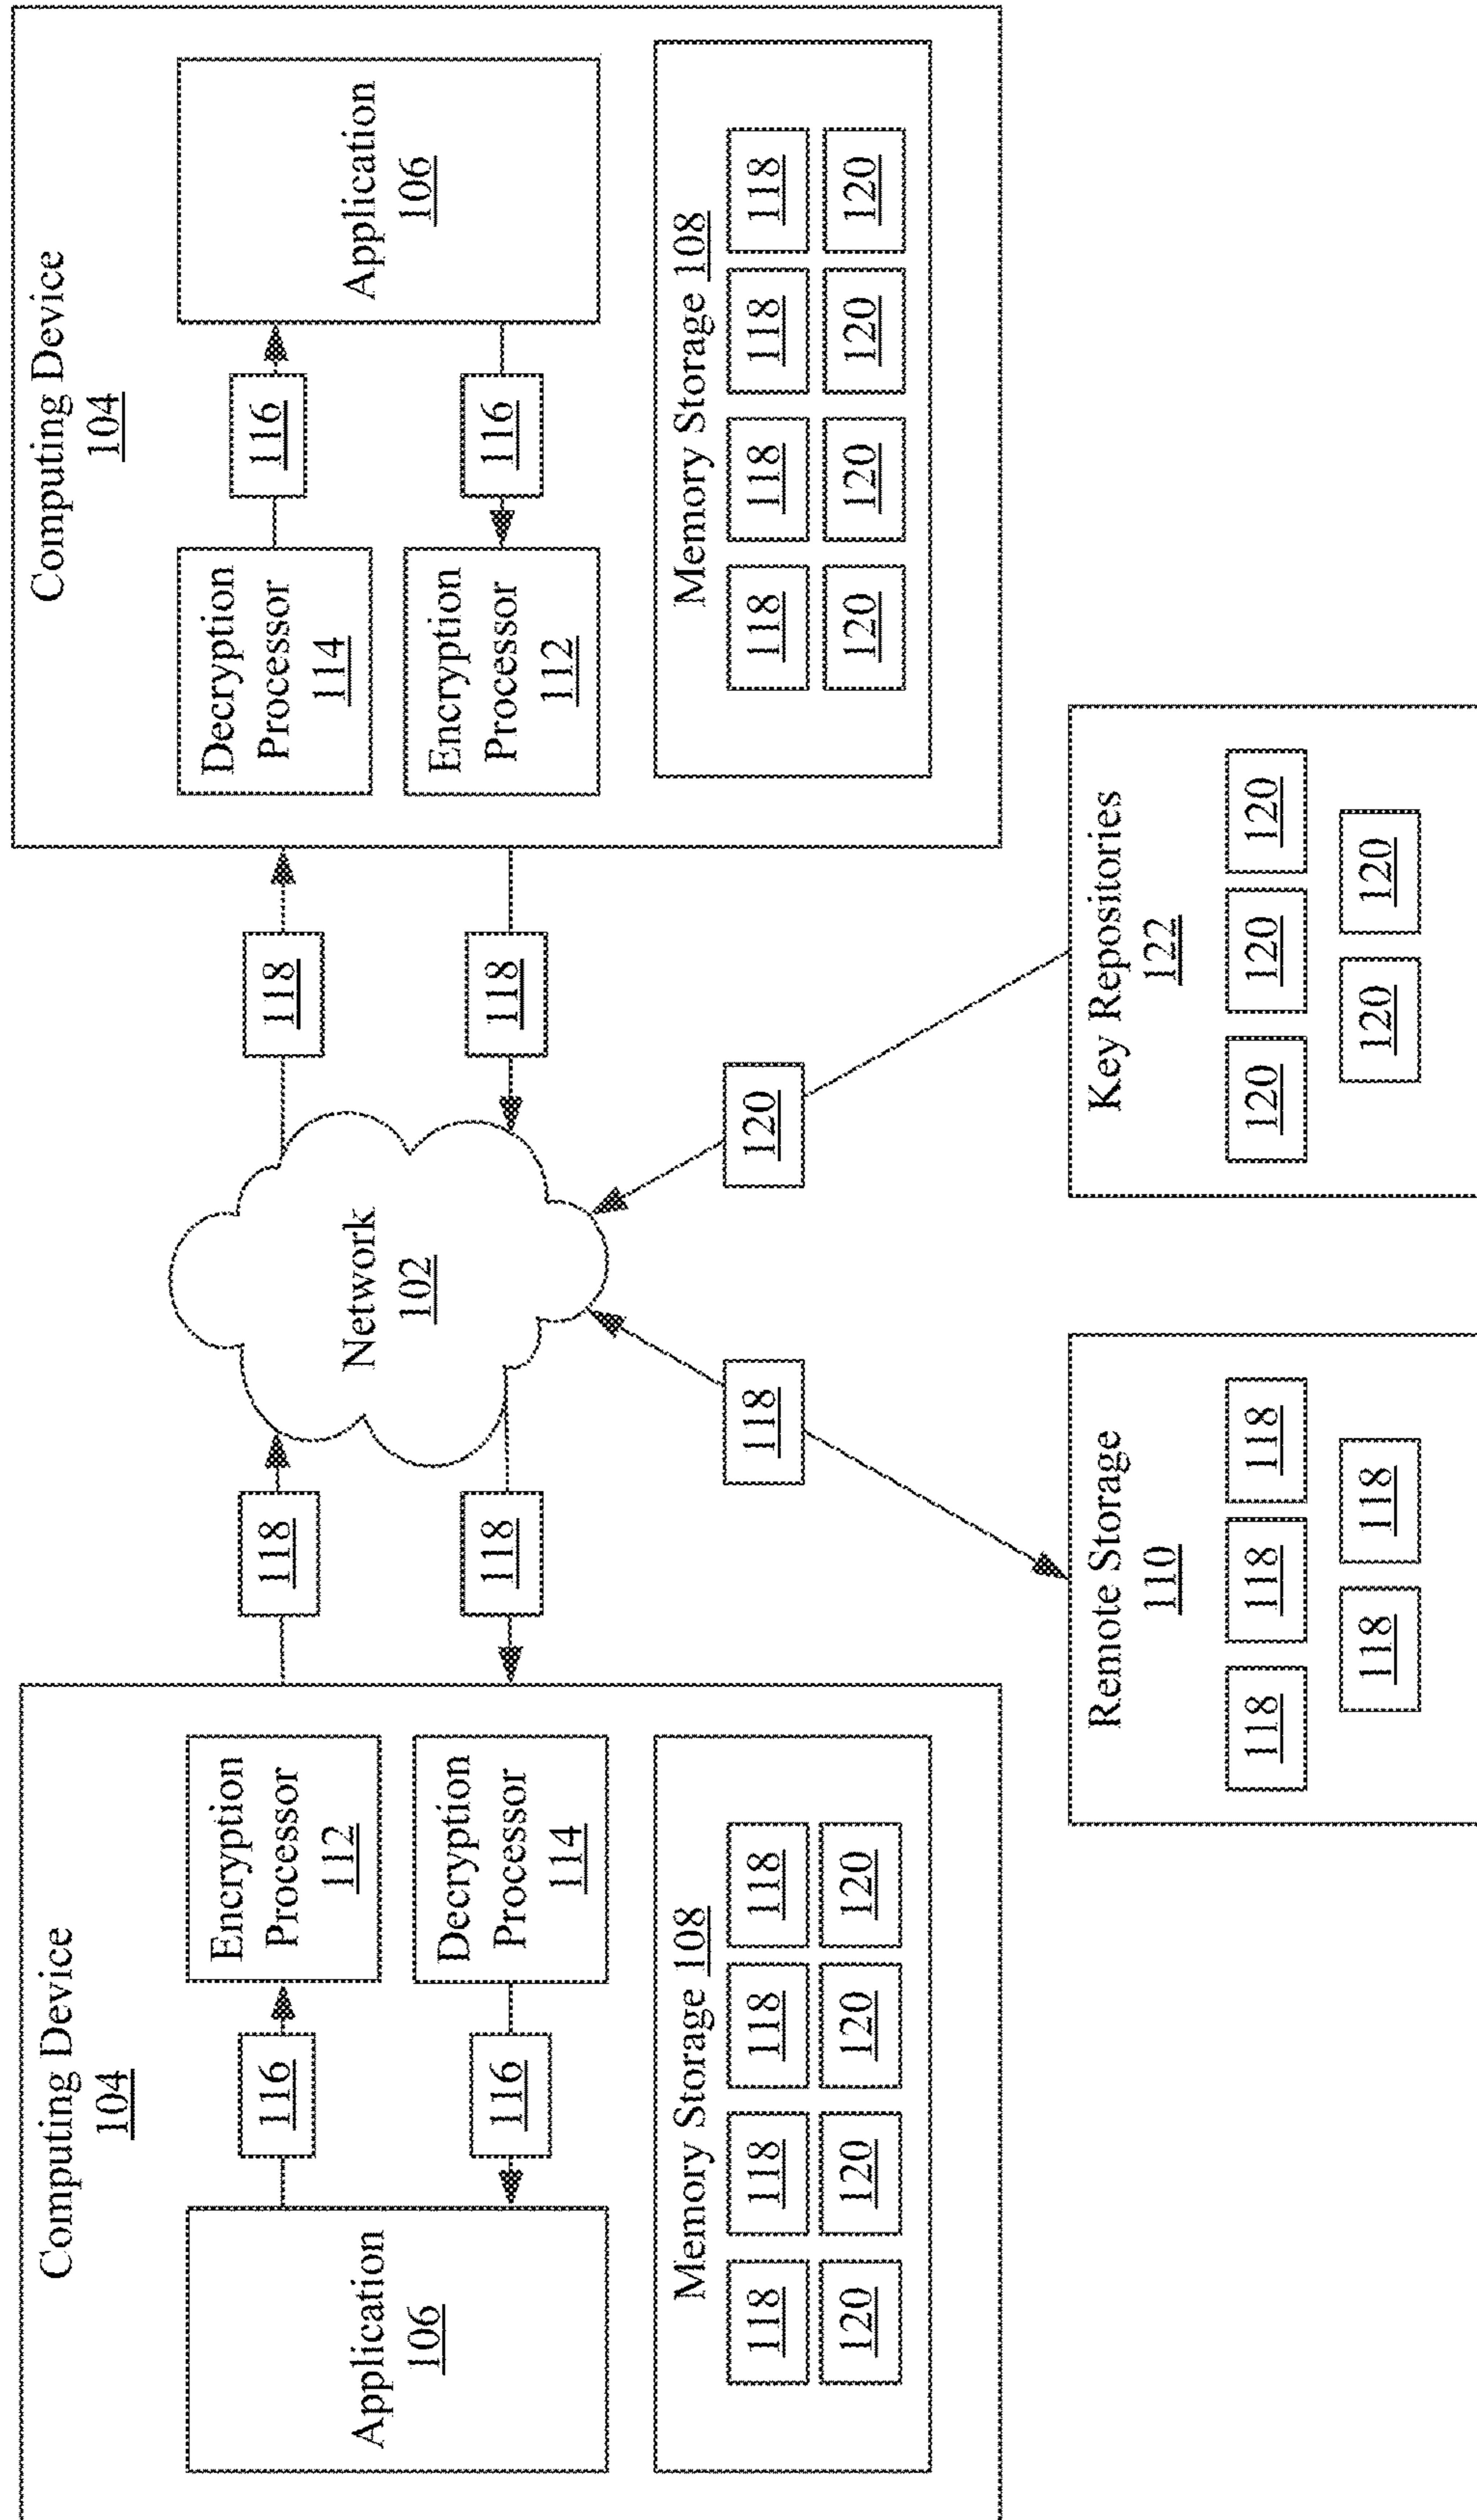 Computing Device
104
Application
106
116
116
Encryption
Processor
112
Decryption
Processor
114
Memory Storage 108
118
118
118
118
120
120
120
120
118
118
Network
102
118
118
Computing Device
104
Decryption
Processor
114
Encryption
Processor
112
116
116
Application
106
Memory Storage 108
118
118
118
118
120
120
120
120
118
120
Remote Storage
110
118
118
118
118
118
Key Repositories
122
120
120
120
120
120